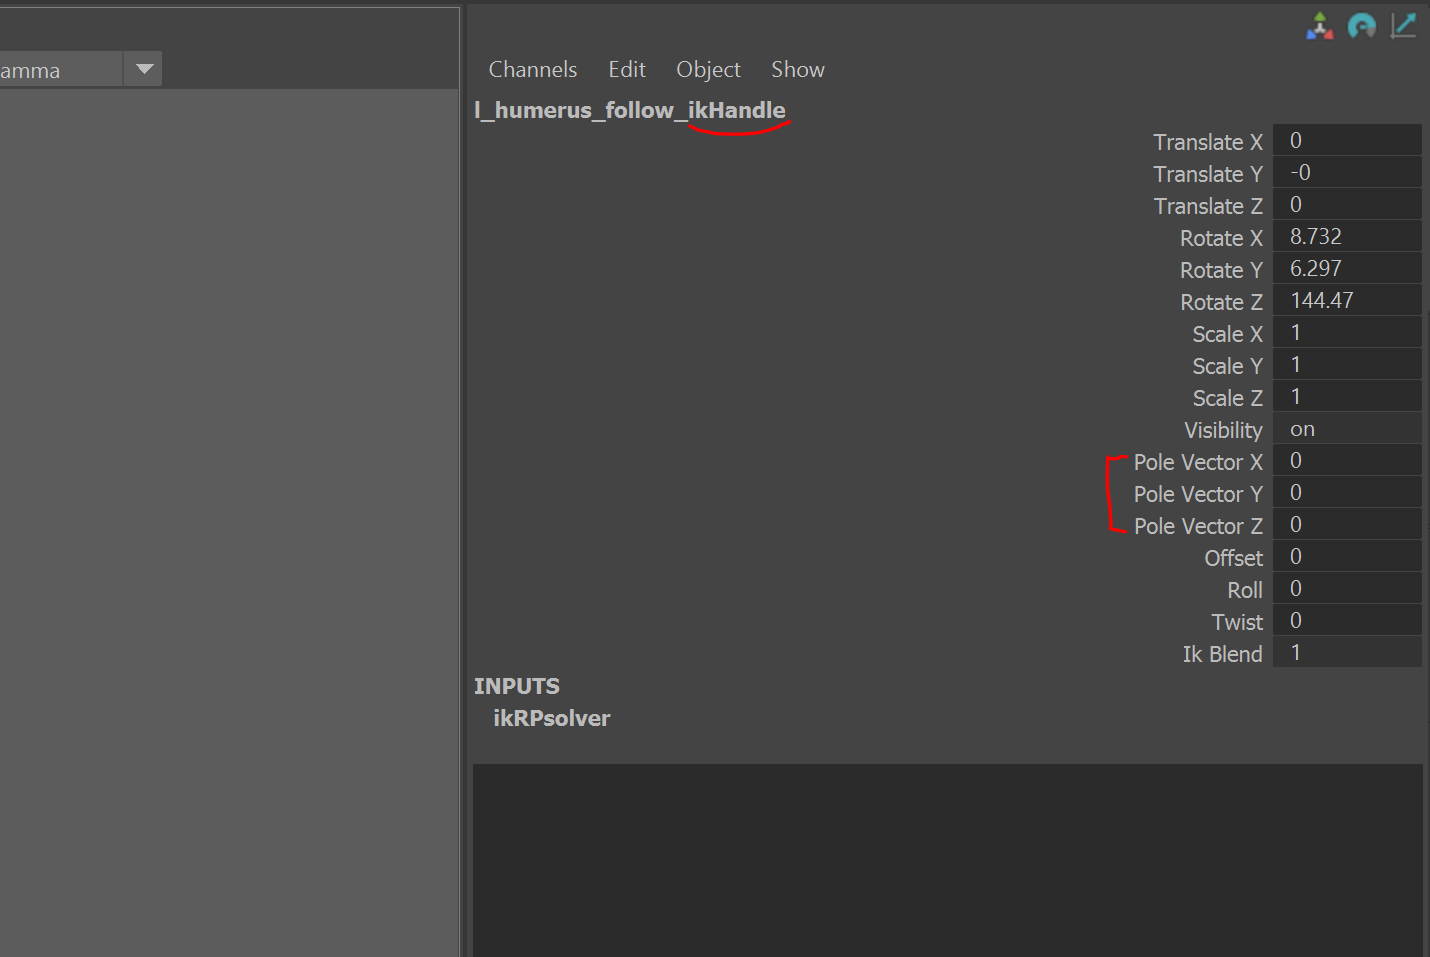 amma
Channels Edit Object Show
l_humerus_follow_ikHandle
Translate X 0
Translate Y -0
Translate Z 0
Rotate X 8.732
Rotate Y 6.297
Rotate Z 144.47
Scale X 1
Scale Y 1
Scale Z 1
Visibility on
Pole Vector X 0
Pole Vector Y 0
Pole Vector Z 0
Offset 0
Roll 0
Twist 0
Ik Blend 1
INPUTS
ikRPsolver